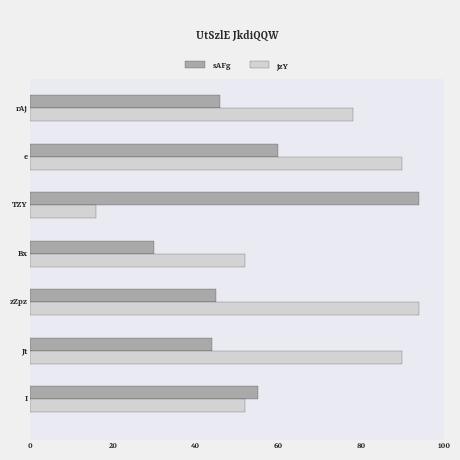 UtSzlE JkdiQQW
sAFg jzY
rAj
e
TZY
Bx
zZpz
Jt
I
0 20 40 60 80 100